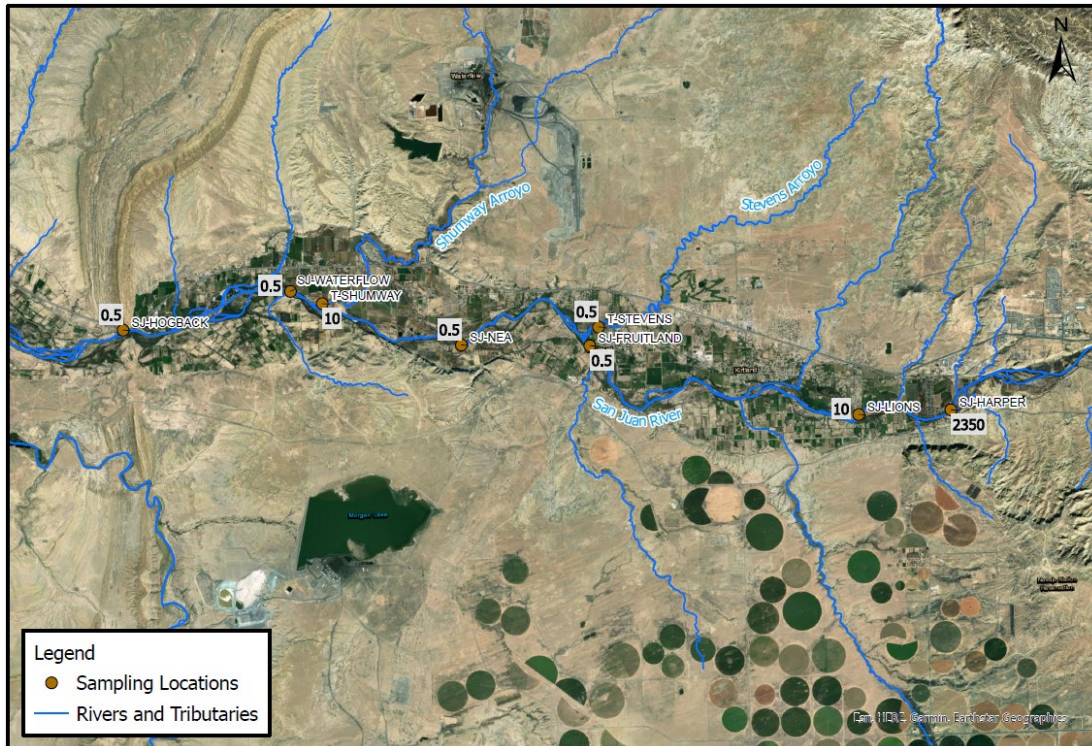 N
Waterflow
Shumway Arroyo
Stevens Arroyo
0.5
SJ-WATERFLOW
T-SHUMWAY
10
0.5
SJ-HOGBACK
0.5
SJ-NEA
0.5
T-STEVENS
SJ-FRUITLAND
0.5
Kirtland
San Juan River
10
SJ-LIONS
SJ-HARPER
2350
Morgan Lake
Legend
Sampling Locations
Rivers and Tributaries
Esri, HERE, Garmin, Earthstar Geographics